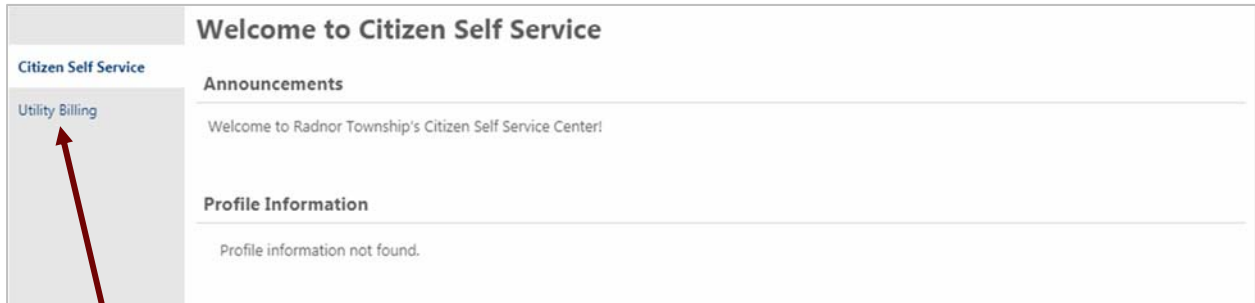 Welcome to Citizen Self Service
Citizen Self Service
Announcements
Utility Billing
Welcome to Radnor Township's Citizen Self Service Center!
Profile Information
Profile information not found.